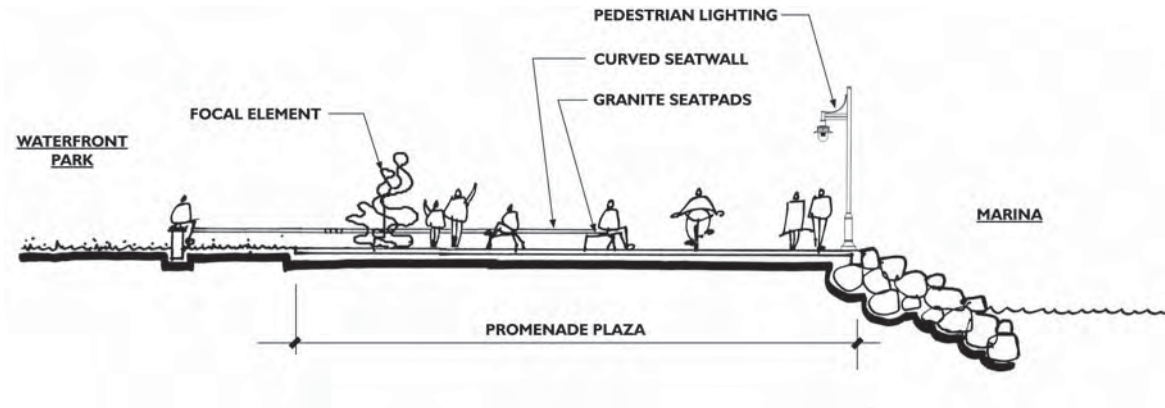 PEDESTRIAN LIGHTING
CURVED SEATWALL
GRANITE SEATPADS
FOCAL ELEMENT
WATERFRONT
PARK
MARINA
PROMENADE PLAZA